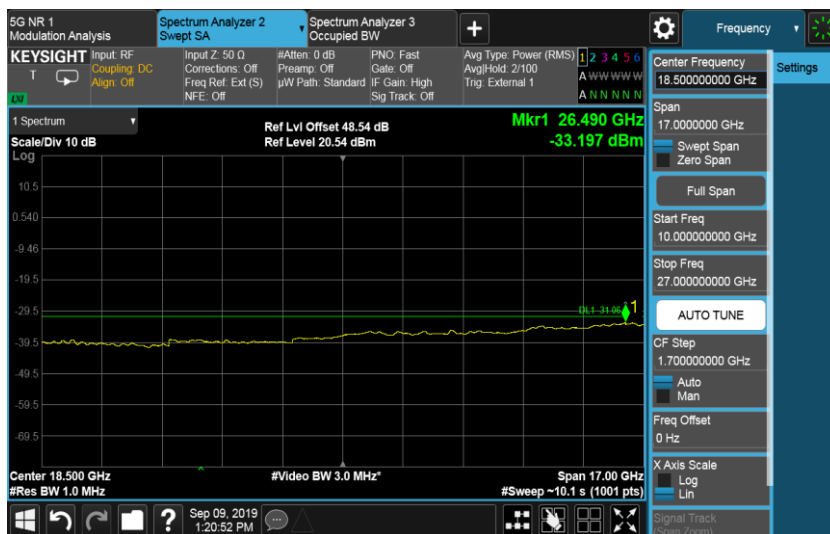 5G NR 1
Modulation Analysis
Spectrum Analyzer 2
Swept SA
Spectrum Analyzer 3
Occupied BW
+
Frequency
KEYSIGHT
T
LXI
Input: RF
Coupling: DC
Align: Off
Input Z: 50 Ω
Corrections: Off
Freq Ref: Ext (S)
NFE: Off
#Atten: 0 dB
Preamp: Off
µW Path: Standard
PNO: Fast
Gate: Off
IF Gain: High
Sig Track: Off
Avg Type: Power (RMS)
Avg|Hold: 2/100
Trig: External 1
1 2 3 4 5 6
A W W W W W
A N N N N N
1 Spectrum
Scale/Div 10 dB
Log
Ref Lvl Offset 48.54 dB
Ref Level 20.54 dBm
Mkr1 26.490 GHz
-33.197 dBm
10.5
0.540
-9.46
-19.5
-29.5
-39.5
-49.5
-59.5
-69.5
1
Center 18.500 GHz
#Res BW 1.0 MHz
#Video BW 3.0 MHz*
Span 17.00 GHz
#Sweep ~10.1 s (1001 pts)
Center Frequency
18.500000000 GHz
Span
17.0000000 GHz
Swept Span
Zero Span
Full Span
Start Freq
10.000000000 GHz
Stop Freq
27.000000000 GHz
AUTO TUNE
CF Step
1.700000000 GHz
Auto
Man
Freq Offset
0 Hz
X Axis Scale
Log
Lin
Signal Track
(Span Zoom)
Settings
?
Sep 09, 2019
1:20:52 PM